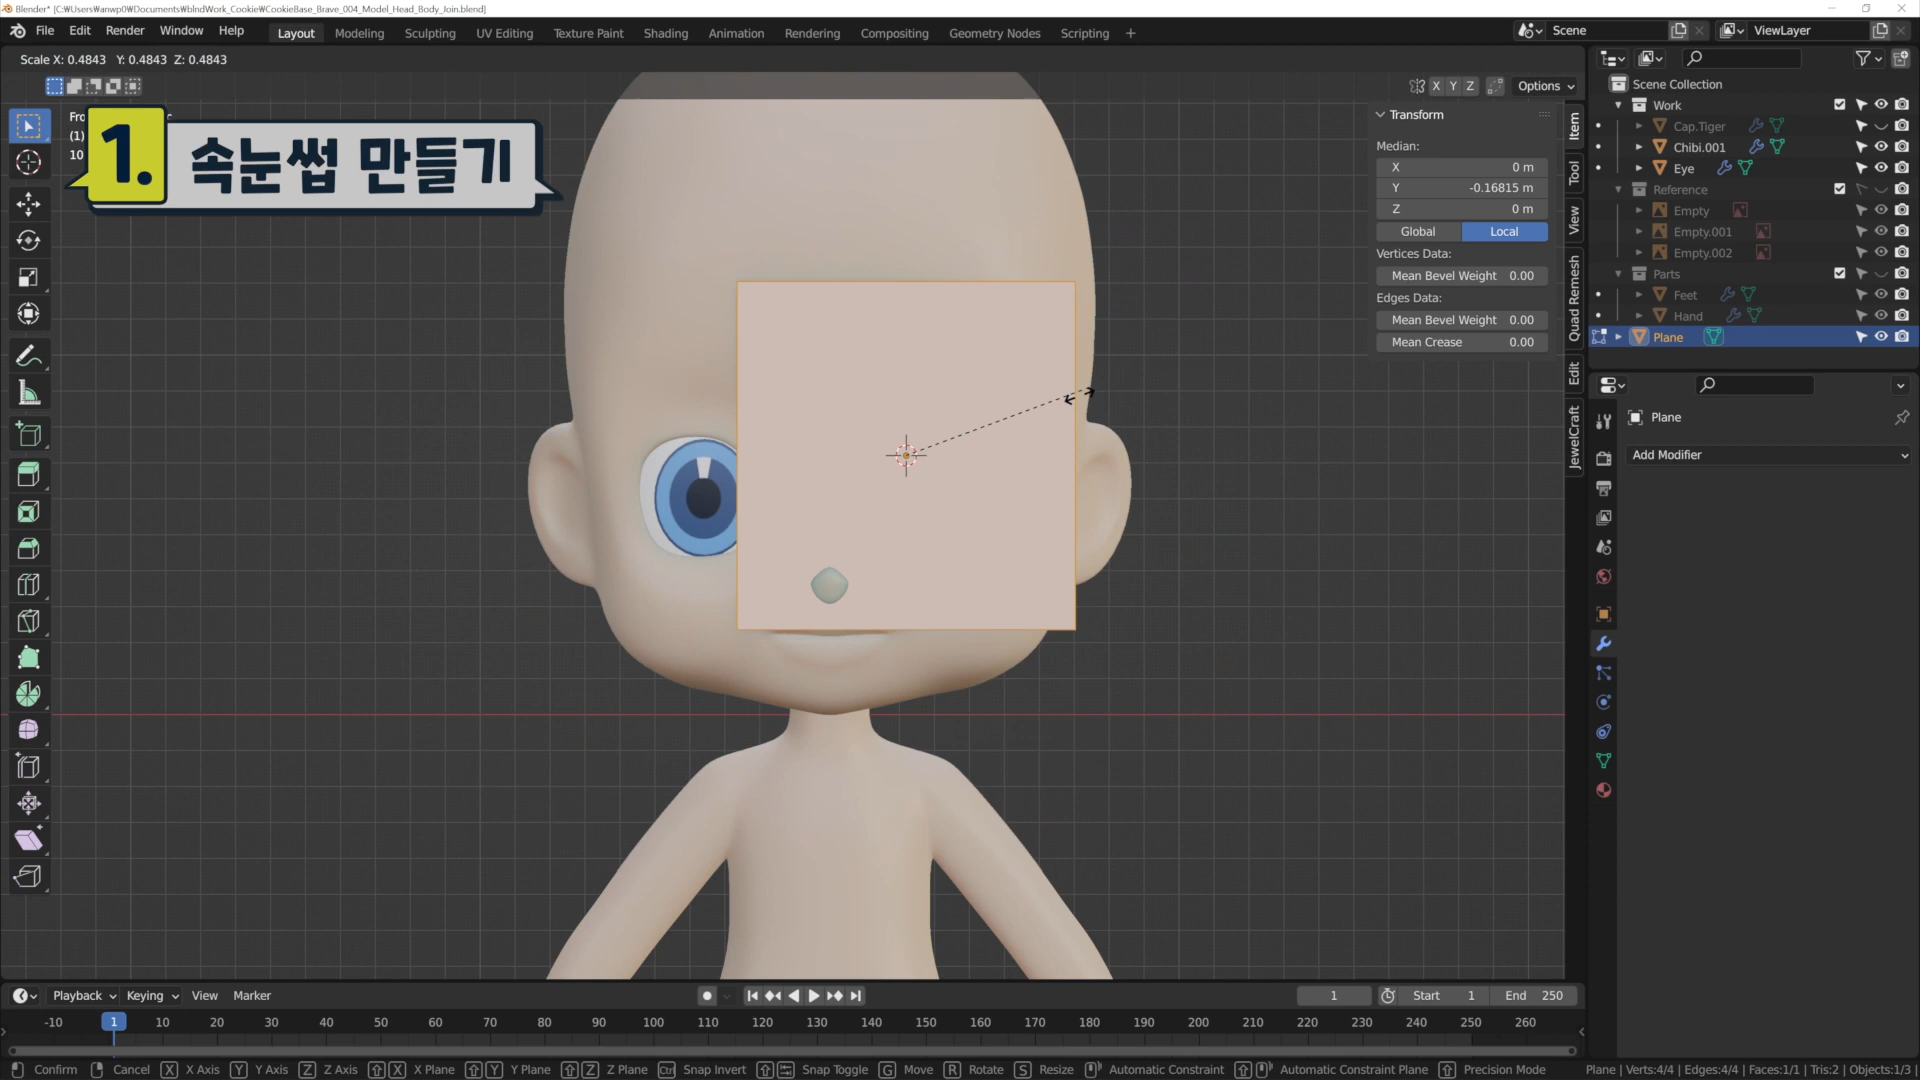 Blender* [C:₩Users₩anwp0₩Documents₩blndWork_Cookie₩CookieBase_Brave_004_Model_Head_Body_Join.blend]
File Edit Render Window Help Layout Modeling Sculpting UV Editing Texture Paint Shading Animation Rendering Compositing Geometry Nodes Scripting + Scene ViewLayer
Scale X: 0.4843 Y: 0.4843 Z: 0.4843
X Y Z Options
Fro
(1)
10
1. 속눈썹 만들기
Transform
Median:
X 0 m
Y -0.16815 m
Z 0 m
Global Local
Vertices Data:
Mean Bevel Weight 0.00
Edges Data:
Mean Bevel Weight 0.00
Mean Crease 0.00
Item
Tool
View
Quad Remesh
Edit
JewelCraft
Scene Collection
Work
Cap.Tiger
Chibi.001
Eye
Reference
Empty
Empty.001
Empty.002
Parts
Feet
Hand
Plane
Plane
Add Modifier
Playback Keying View Marker 1 Start 1 End 250
-10 1 10 20 30 40 50 60 70 80 90 100 110 120 130 140 150 160 170 180 190 200 210 220 230 240 250 260
Confirm Cancel X X Axis Y Y Axis Z Z Axis X X Plane Y Y Plane Z Z Plane Ctrl Snap Invert Snap Toggle G Move R Rotate S Resize Automatic Constraint Automatic Constraint Plane Precision Mode Plane | Verts:4/4 | Edges:4/4 | Faces:1/1 | Tris:2 | Objects:1/3